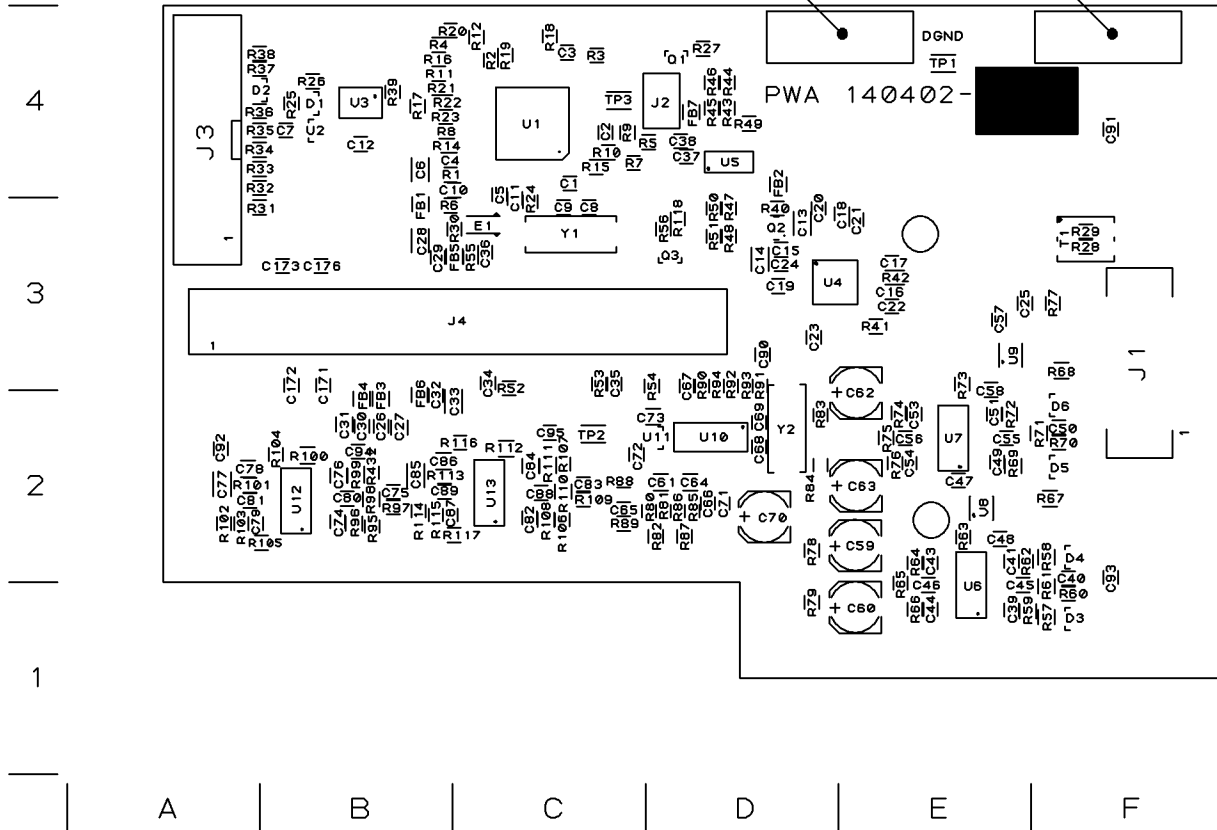 R20
R12
R18
R4
R2
R19
C3
R3
R27
DGND
R38
R16
Q1
TP1
R37
R11
R26
D2
R21
R46
R44
4
R25
D1
U3
R39
R17
R22
TP3
J2
FB7
R45
R43
PWA 140402-
R36
R23
U1
R49
J3
R35
C7
U2
R8
C2
R9
C91
R34
C12
R14
R10
R5
C38
C37
U5
R33
C6
C4
R1
R15
R7
R32
C10
C1
FB2
R31
FB1
R6
C5
C11
R24
C9
C8
R118
R50
R47
R40
C20
C18
C21
R56
R30
E1
Y1
R51
R48
Q2
C13
T1
R29
R28
1
C28
C29
FB5
R55
C36
Q3
C14
C15
C24
C17
C173
C176
U4
R42
3
C19
C16
C22
C25
R77
J4
R41
C57
1
C23
U9
C90
J1
C172
C171
FB4
FB3
FB6
C32
C33
C34
R52
R53
C35
R54
C67
R90
R94
R92
R93
R91
C62
R73
C58
R68
C31
C30
C26
C27
C73
C69
R83
R74
C53
C51
R72
D6
C92
R104
C94
R116
C95
TP2
U11
U10
C68
Y2
R75
C56
U7
C55
R71
C50
R70
1
C78
R100
R112
R107
C72
R76
C54
C49
R69
D5
2
C77
R101
C76
R99
R432
C85
C86
R113
C84
R111
C83
R88
C61
C64
R84
C63
C47
C81
U12
C80
R98
C75
R97
C89
U13
C88
R110
R109
C65
R89
R80
R81
R86
R85
C66
C71
C70
U8
R67
R102
R103
C79
R105
C74
R96
R95
R114
R115
C87
R117
C82
R108
R106
R82
R87
R78
C59
R63
C48
R64
C43
C41
R62
R58
D4
R65
C46
U6
C45
R61
C40
R60
C93
R79
C60
R66
C44
C39
R59
R57
D3
1
A
B
C
D
E
F